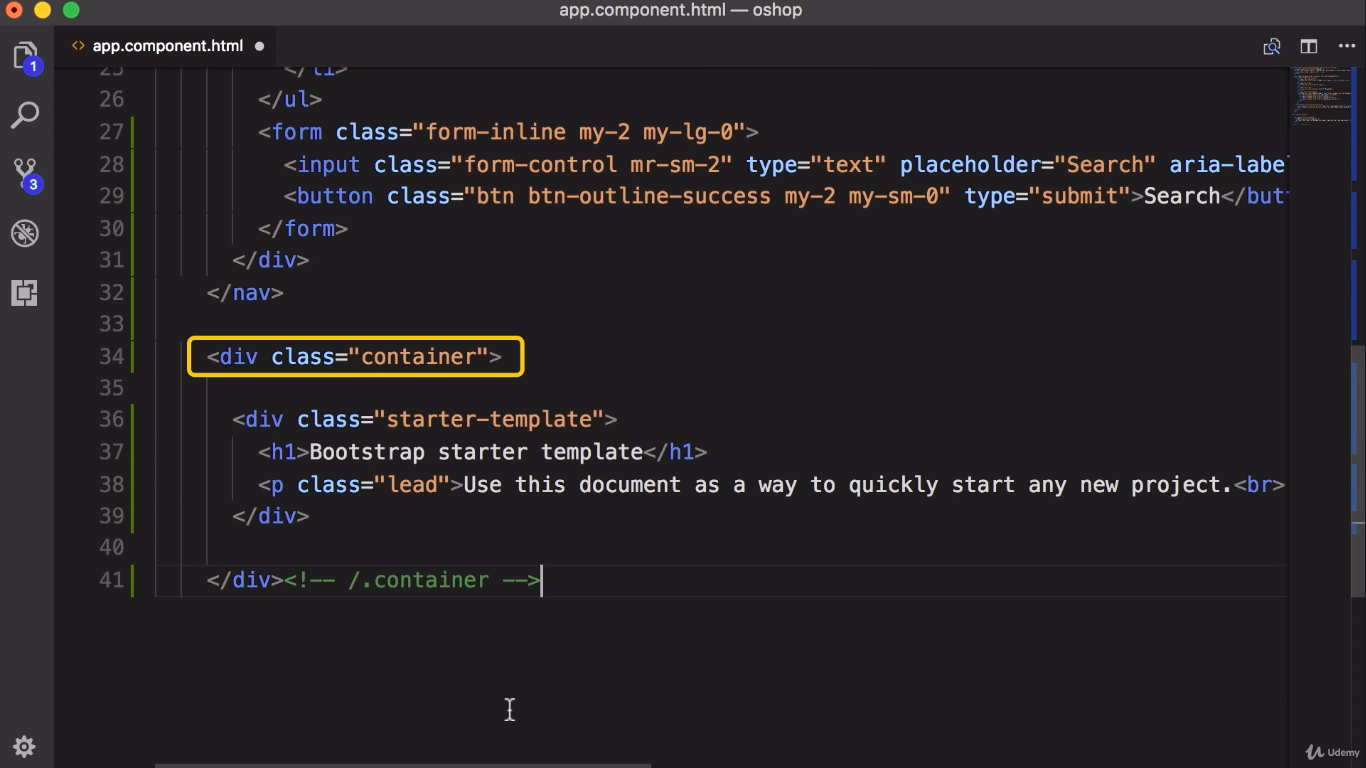 app.component.html — oshop
<> app.component.html
1
3
25 </li>
26 </ul>
27 <form class="form-inline my-2 my-lg-0">
28 <input class="form-control mr-sm-2" type="text" placeholder="Search" aria-label
29 <button class="btn btn-outline-success my-2 my-sm-0" type="submit">Search</butt
30 </form>
31 </div>
32 </nav>
33
34 <div class="container">
35
36 <div class="starter-template">
37 <h1>Bootstrap starter template</h1>
38 <p class="lead">Use this document as a way to quickly start any new project.<br>
39 </div>
40
41 </div><!-- /.container -->
Udemy